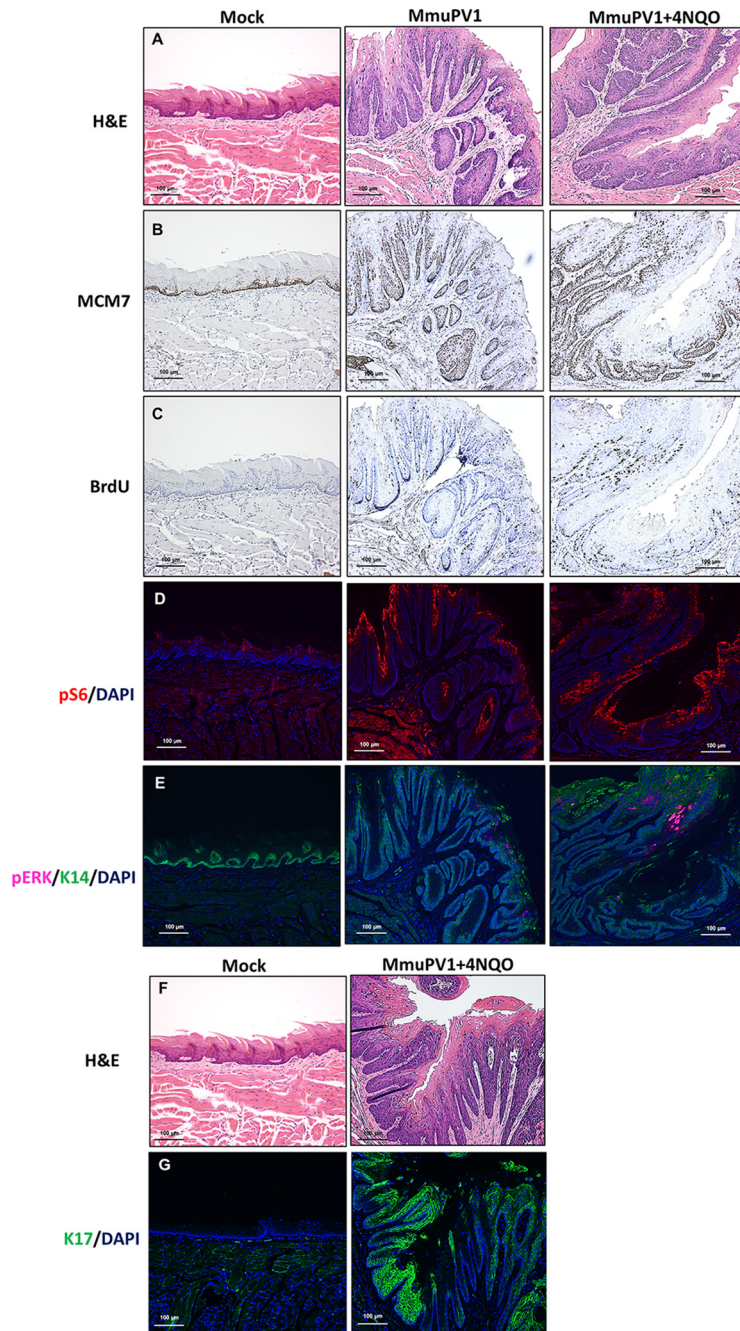 Mock MmuPV1 MmuPV1+4NQO
A
H&E
100 µm 100 µm 100 µm
B
MCM7
100 µm 100 µm 100 µm
C
BrdU
100 µm 100 µm 100 µm
D
pS6/DAPI
100 µm 100 µm 100 µm
E
pERK/K14/DAPI
100 µm 100 µm 100 µm
Mock MmuPV1+4NQO
F
H&E
100 µm 100 µm
G
K17/DAPI
100 µm 100 µm